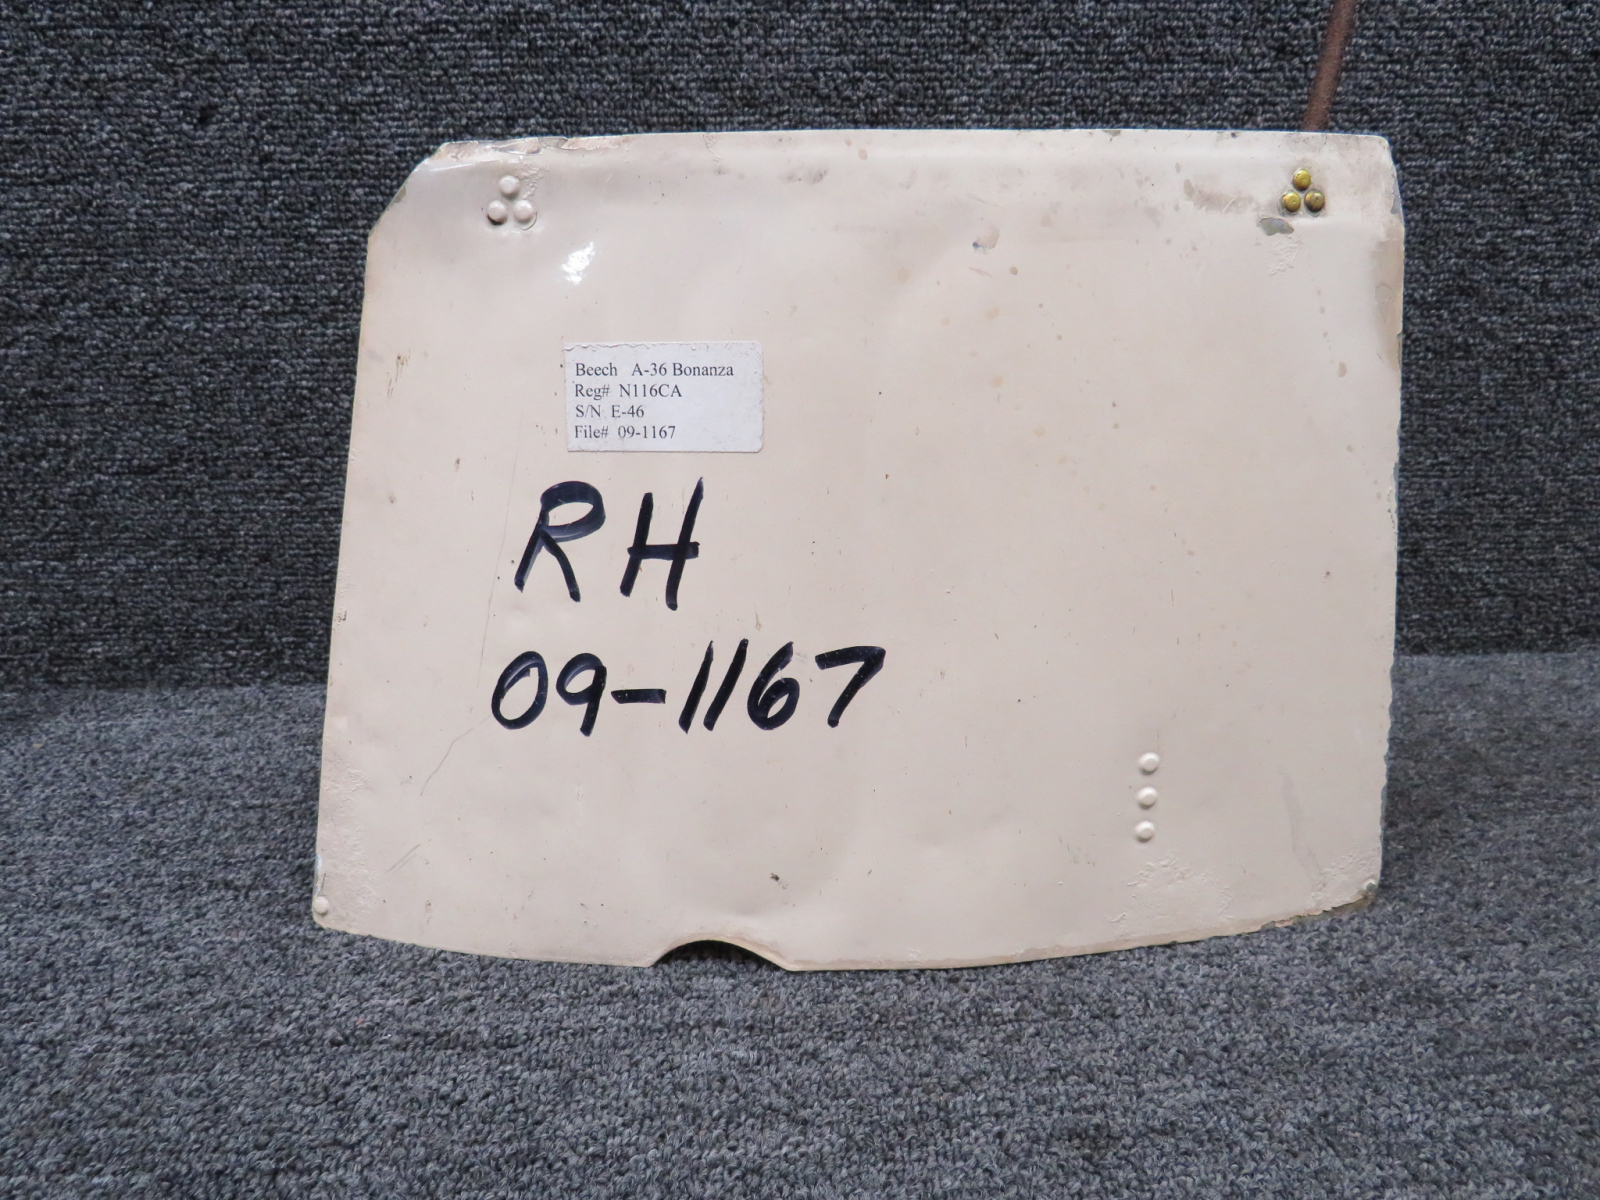 Beech A-36 Bonanza
Reg# N116CA
S/N E-46
File# 09-1167
RH
09-1167